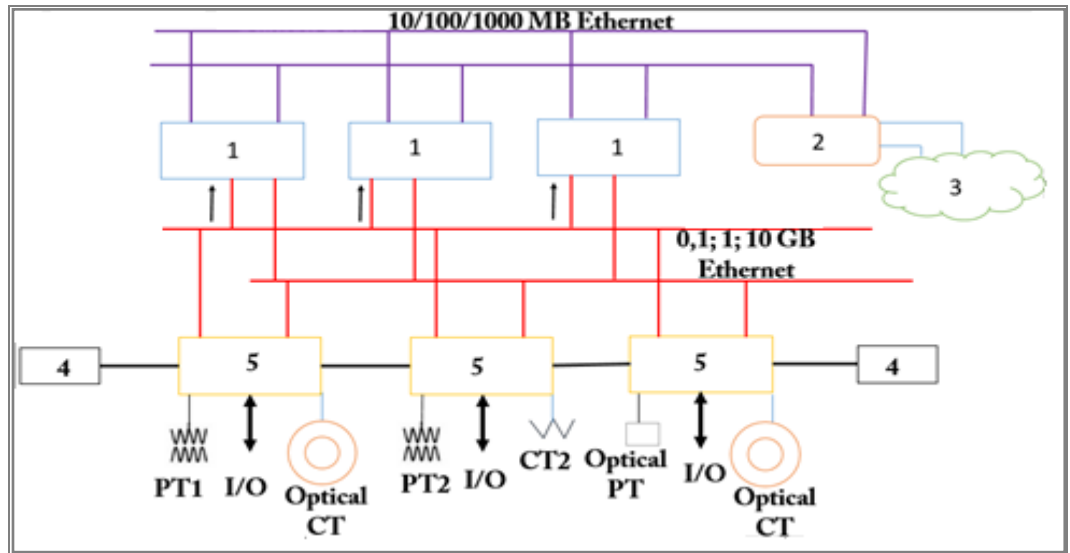 10/100/1000 MB Ethernet
1
1
1
2
3
0,1; 1; 10 GB
Ethernet
4
5
5
5
4
PT1
I/O
Optical
CT
PT2
I/O
CT2
Optical
PT
I/O
Optical
CT